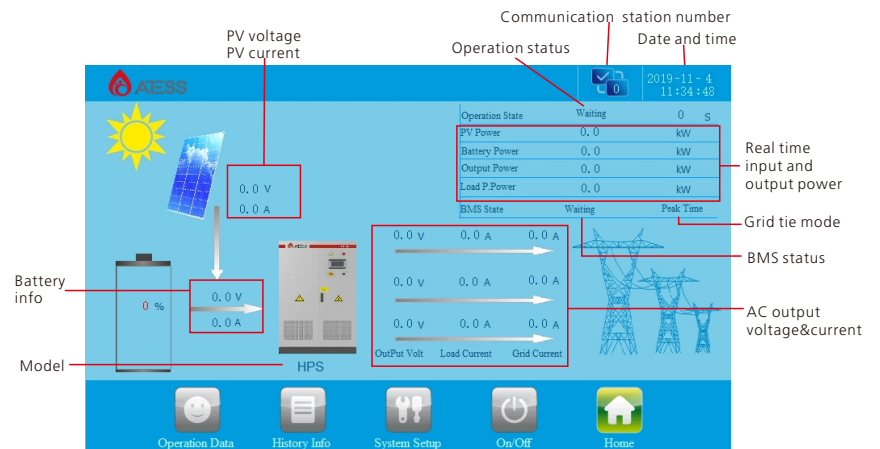 Communication station number
PV voltage
PV current
Operation status
Date and time
ATESS
0
2019-11-4
11:34:48
Operation State Waiting 0 S
PV Power 0.0 kW
Battery Power 0.0 kW
Output Power 0.0 kW
Load P.Power 0.0 kW
BMS State Waiting Peak Time
Real time
input and
output power
Grid tie mode
BMS status
0.0 V
0.0 A
Battery
info
0 %
0.0 V
0.0 A
ATESS
0.0 V 0.0 A 0.0 A
0.0 V 0.0 A 0.0 A
0.0 V 0.0 A 0.0 A
OutPut Volt Load Current Grid Current
AC output
voltage&current
Model
HPS
Operation Data History Info System Setup On/Off Home